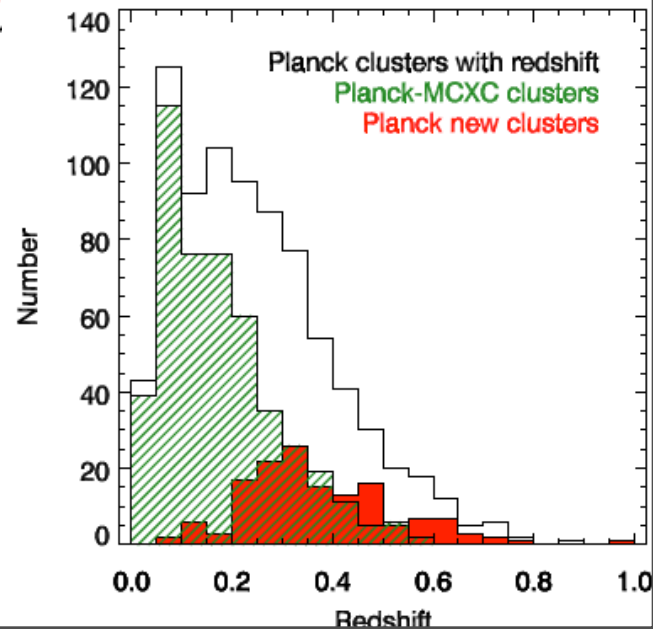 140
120
100
80
60
40
20
0
Number
Planck clusters with redshift
Planck-MCXC clusters
Planck new clusters
0.0 0.2 0.4 0.6 0.8 1.0
Redshift